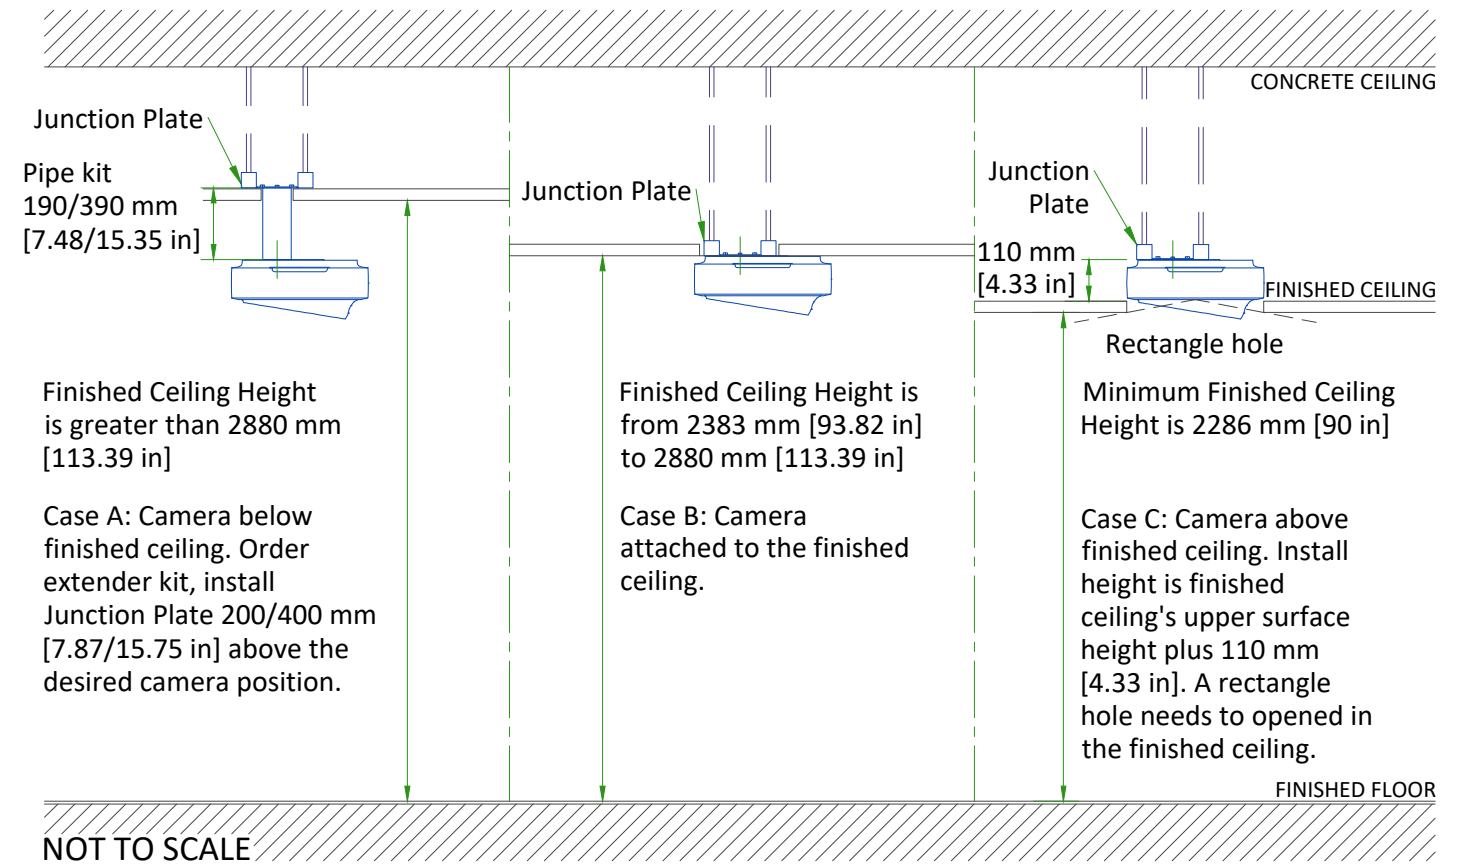 CONCRETE CEILING
Junction Plate
Pipe kit
190/390 mm
[7.48/15.35 in]
Finished Ceiling Height
is greater than 2880 mm
[113.39 in]
Case A: Camera below
finished ceiling. Order
extender kit, install
Junction Plate 200/400 mm
[7.87/15.75 in] above the
desired camera position.
Junction Plate
Finished Ceiling Height is
from 2383 mm [93.82 in]
to 2880 mm [113.39 in]
Case B: Camera
attached to the finished
ceiling.
Junction
Plate
110 mm
[4.33 in]
FINISHED CEILING
Rectangle hole
Minimum Finished Ceiling
Height is 2286 mm [90 in]
Case C: Camera above
finished ceiling. Install
height is finished
ceiling's upper surface
height plus 110 mm
[4.33 in]. A rectangle
hole needs to opened in
the finished ceiling.
FINISHED FLOOR
NOT TO SCALE